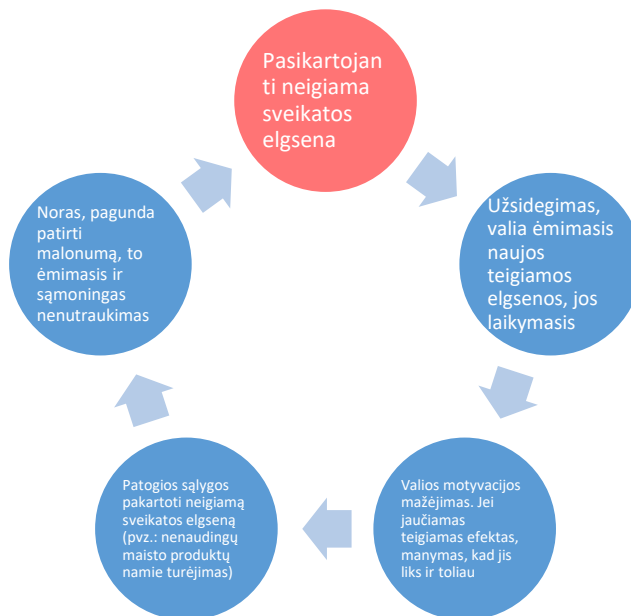 Pasikartojan
ti neigiama
sveikatos
elgsena
Užsidegimas,
valia ėmimasis
naujos
teigiamos
elgsenos, jos
laikymasis
Valios motyvacijos
mažėjimas. Jei
jaučiamas
teigiamas efektas,
manymas, kad jis
liks ir toliau
Patogios sąlygos
pakartoti neigiamą
sveikatos elgseną
(pvz.: nenaudingų
maisto produktų
namie turėjimas)
Noras, pagunda
patirti
malonumą, to
ėmimasis ir
sąmoningas
nenutraukimas